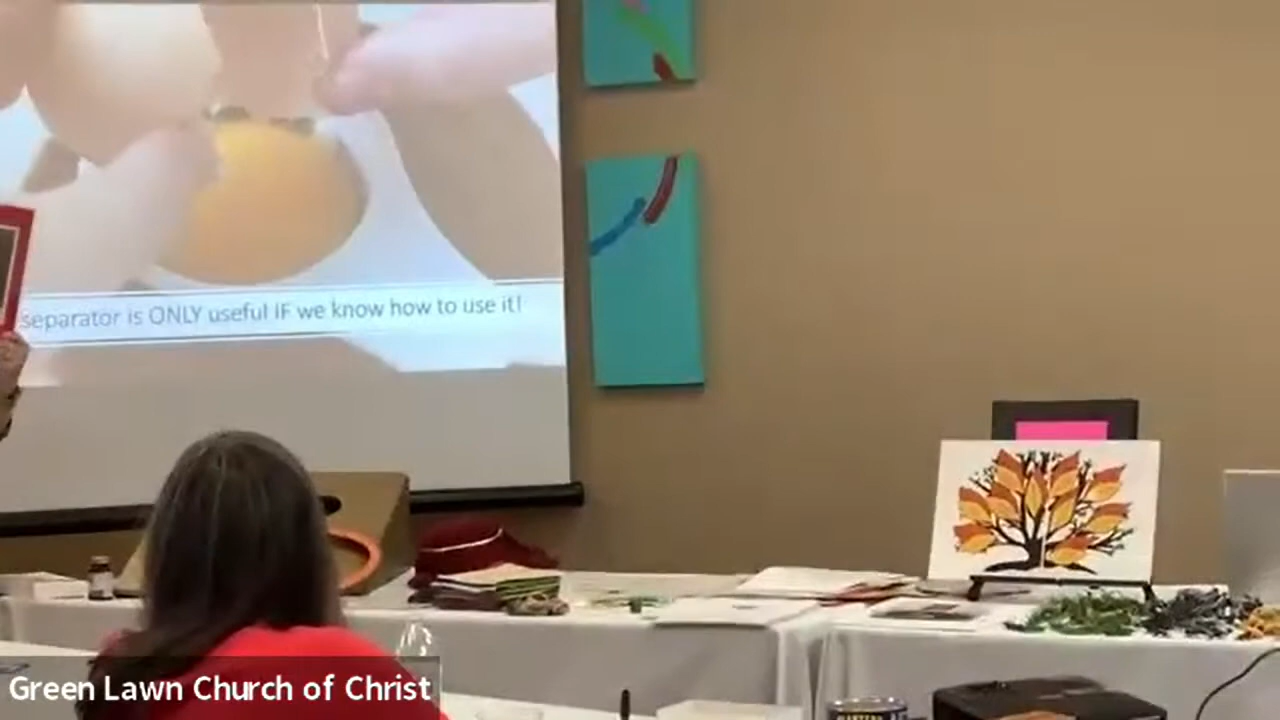 separator is ONLY useful IF we know how to use it!
Green Lawn Church of Christ